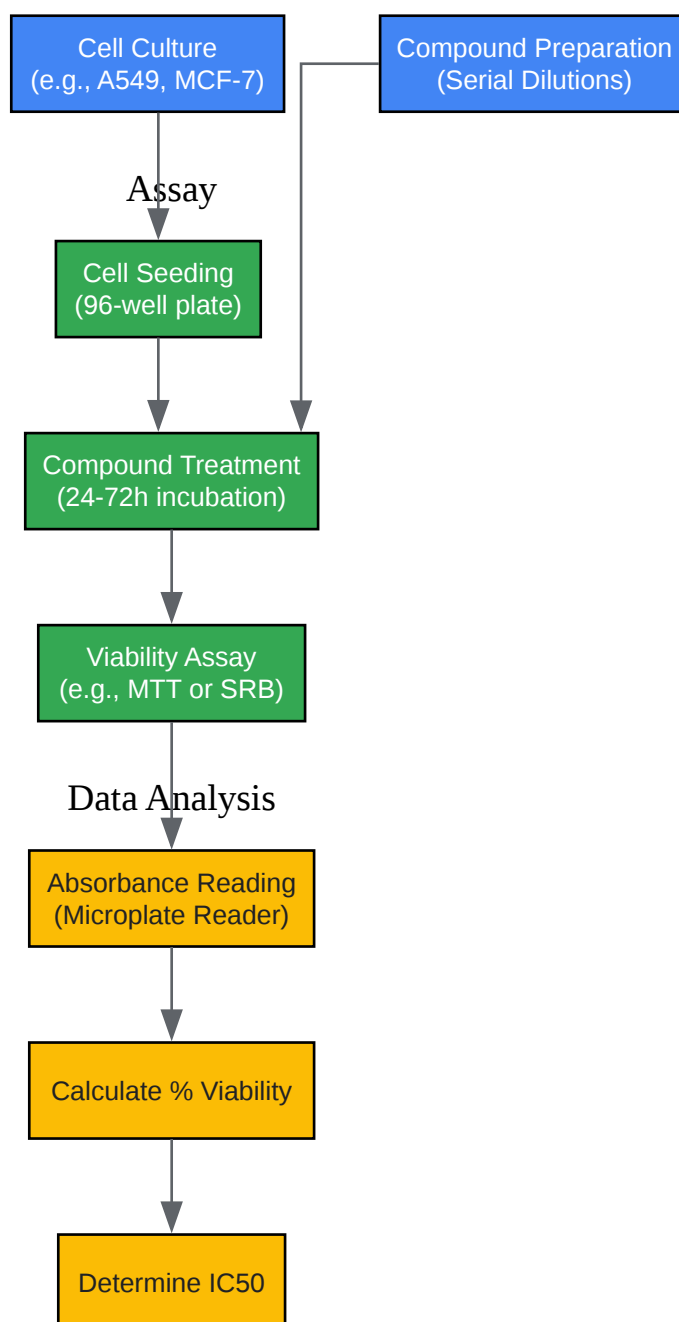 Cell Culture
(e.g., A549, MCF-7)
Compound Preparation
(Serial Dilutions)
Assay
Cell Seeding
(96-well plate)
Compound Treatment
(24-72h incubation)
Viability Assay
(e.g., MTT or SRB)
Data Analysis
Absorbance Reading
(Microplate Reader)
Calculate % Viability
Determine IC50